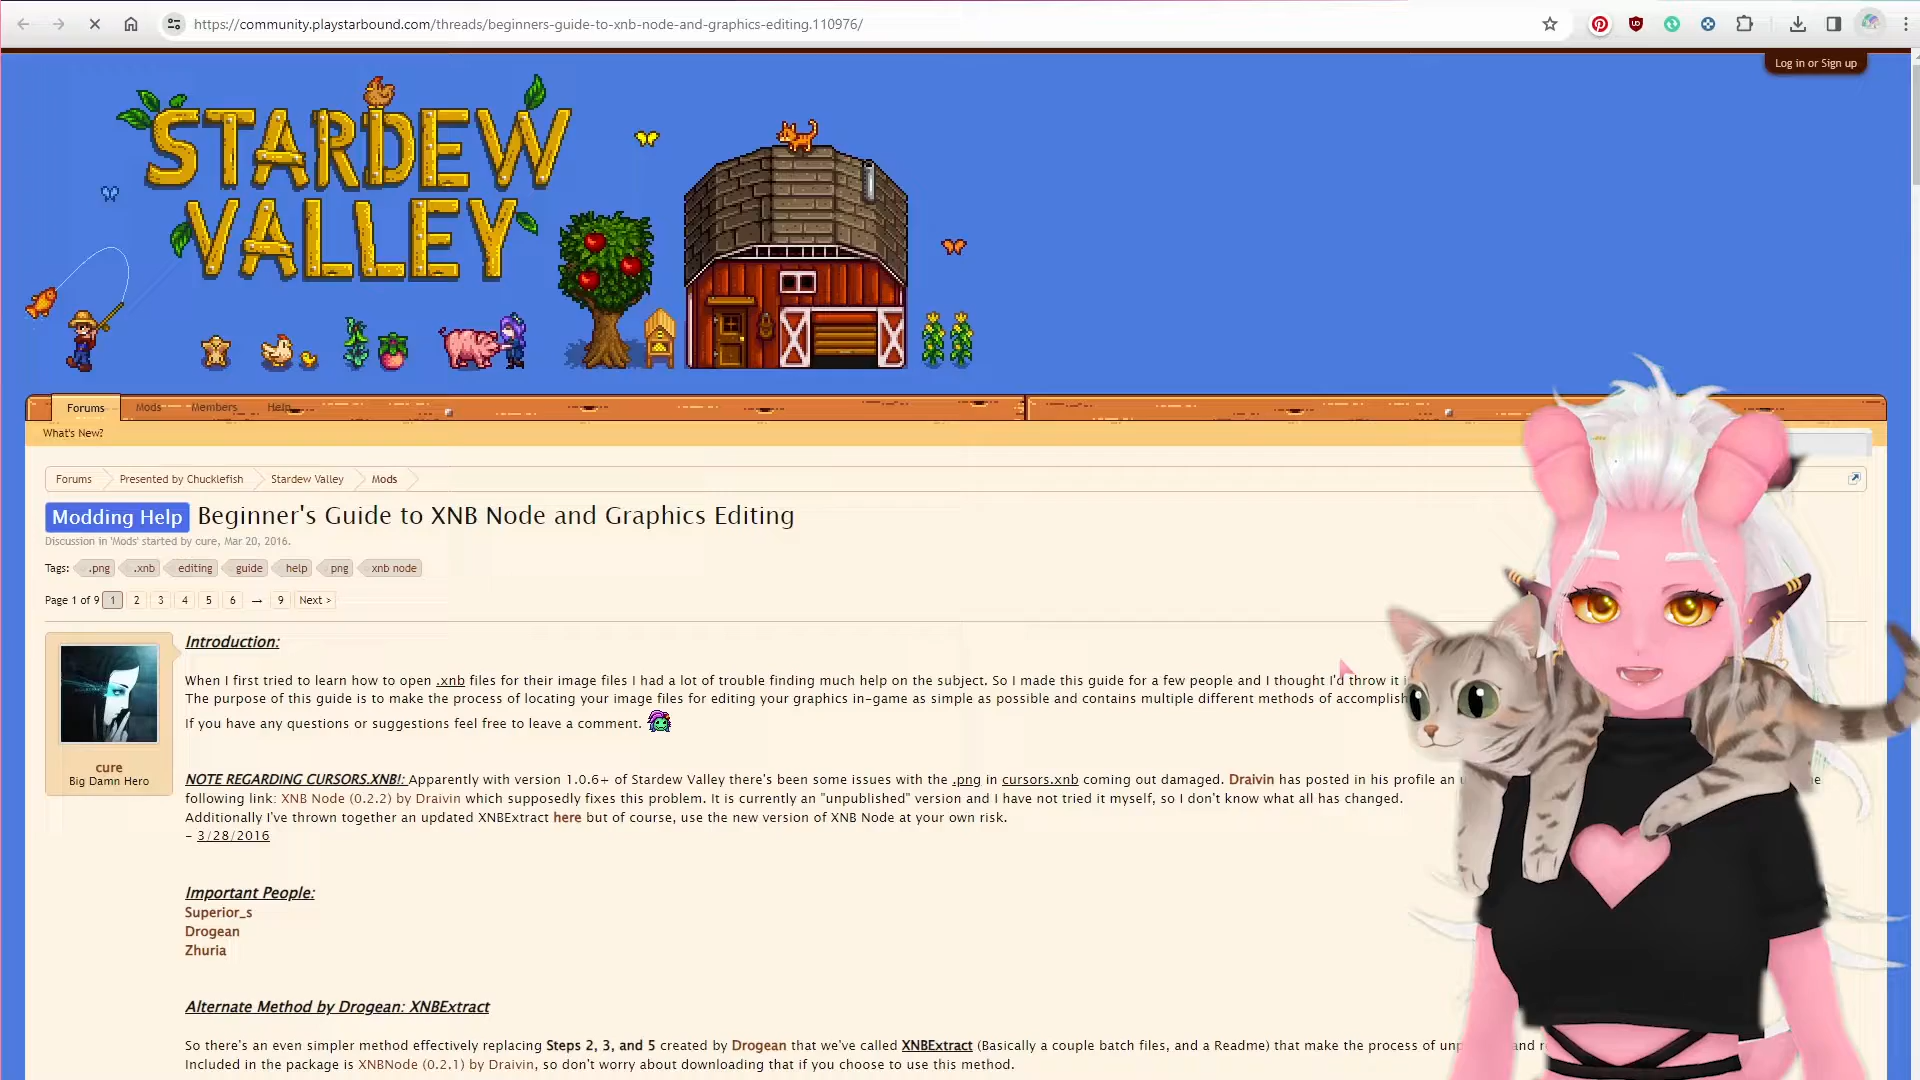 https://community.playstarbound.com/threads/beginners-guide-to-xnb-node-and-graphics-editing.110976/
Log in or Sign up
STARDEW
VALLEY
Forums Mods Members Help
What's New?
Forums Presented by Chucklefish Stardew Valley Mods
Modding Help Beginner's Guide to XNB Node and Graphics Editing
Discussion in 'Mods' started by cure, Mar 20, 2016.
Tags: .png .xnb editing guide help png xnb node
Page 1 of 9 1 2 3 4 5 6 → 9 Next >
Introduction:
When I first tried to learn how to open .xnb files for their image files I had a lot of trouble finding much help on the subject. So I made this guide for a few people and I thought I'd throw it
The purpose of this guide is to make the process of locating your image files for editing your graphics in-game as simple as possible and contains multiple different methods of
If you have any questions or suggestions feel free to leave a comment.
cure
Big Damn Hero
NOTE REGARDING CURSORS.XNB!: Apparently with version 1.0.6+ of Stardew Valley there's been some issues with the .png in cursors.xnb coming out damaged. Draivin has posted in his profile an
following link: XNB Node (0.2.2) by Draivin which supposedly fixes this problem. It is currently an "unpublished" version and I have not tried it myself, so I don't know what all has changed.
Additionally I've thrown together an updated XNBExtract here but of course, use the new version of XNB Node at your own risk.
- 3/28/2016
Important People:
Superior_s
Drogean
Zhuria
Alternate Method by Drogean: XNBExtract
So there's an even simpler method effectively replacing Steps 2, 3, and 5 created by Drogean that we've called XNBExtract (Basically a couple batch files, and a Readme) that make the process of
Included in the package is XNBNode (0.2.1) by Draivin, so don't worry about downloading that if you choose to use this method.